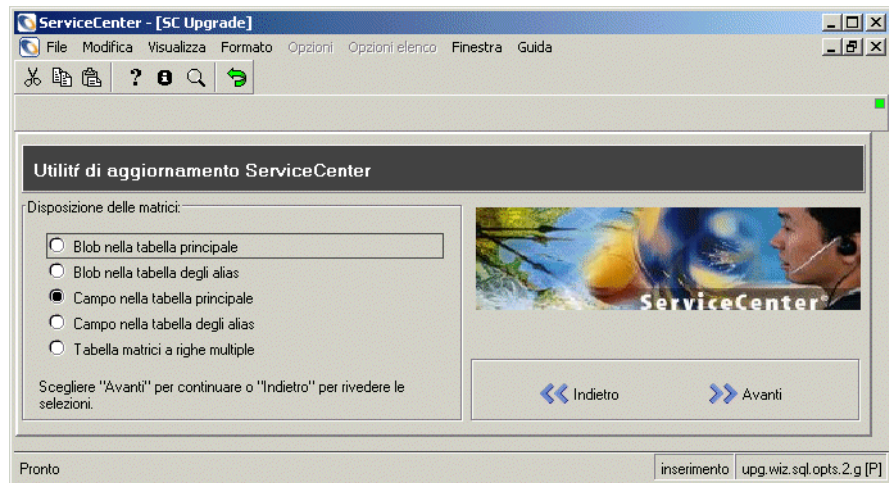 ServiceCenter - [SC Upgrade]
File Modifica Visualizza Formato Opzioni Opzioni elenco Finestra Guida
Utilitŕ di aggiornamento ServiceCenter
Disposizione delle matrici:
Blob nella tabella principale
Blob nella tabella degli alias
Campo nella tabella principale
Campo nella tabella degli alias
Tabella matrici a righe multiple
Scegliere "Avanti" per continuare o "Indietro" per rivedere le
selezioni.
ServiceCenter®
Indietro Avanti
Pronto inserimento upg.wiz.sql.opts.2.g [P]